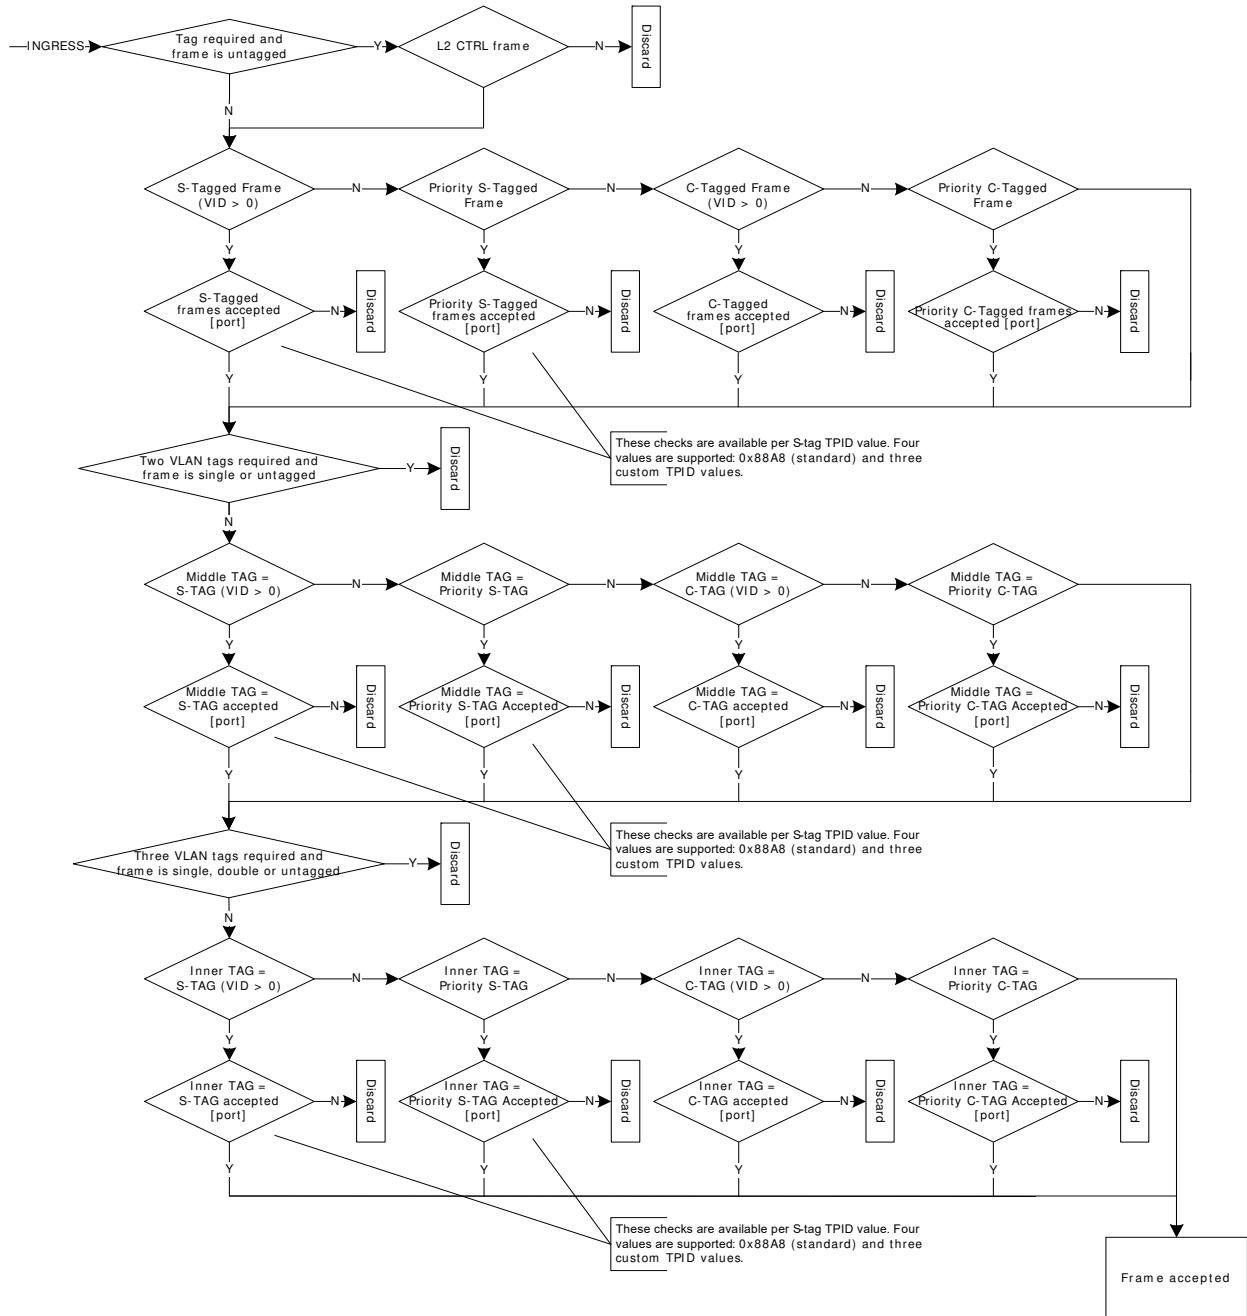 INGRESS
Tag required and
frame is untagged
Y
L2 CTRL frame
N
Discard
N
S-Tagged Frame
(VID > 0)
N
Priority S-Tagged
Frame
N
C-Tagged Frame
(VID > 0)
N
Priority C-Tagged
Frame
Y
Y
Y
Y
S-Tagged
frames accepted
[port]
N
Discard
Priority S-Tagged
frames accepted
[port]
N
Discard
C-Tagged
frames accepted
[port]
N
Discard
Priority C-Tagged frames
accepted [port]
N
Discard
Y
Y
Y
Y
These checks are available per S-tag TPID value. Four
values are supported: 0x88A8 (standard) and three
custom TPID values.
Two VLAN tags required and
frame is single or untagged
Y
Discard
N
Middle TAG =
S-TAG (VID > 0)
N
Middle TAG =
Priority S-TAG
N
Middle TAG =
C-TAG (VID > 0)
N
Middle TAG =
Priority C-TAG
Y
Y
Y
Y
Middle TAG =
S-TAG accepted
[port]
N
Discard
Middle TAG =
Priority S-TAG Accepted
[port]
N
Discard
Middle TAG =
C-TAG accepted
[port]
N
Discard
Middle TAG =
Priority C-TAG Accepted
[port]
N
Discard
Y
Y
Y
Y
These checks are available per S-tag TPID value. Four
values are supported: 0x88A8 (standard) and three
custom TPID values.
Three VLAN tags required and
frame is single, double or untagged
Y
Discard
N
Inner TAG =
S-TAG (VID > 0)
N
Inner TAG =
Priority S-TAG
N
Inner TAG =
C-TAG (VID > 0)
N
Inner TAG =
Priority C-TAG
Y
Y
Y
Y
Inner TAG =
S-TAG accepted
[port]
N
Discard
Inner TAG =
Priority S-TAG Accepted
[port]
N
Discard
Inner TAG =
C-TAG accepted
[port]
N
Discard
Inner TAG =
Priority C-TAG Accepted
[port]
N
Discard
Y
Y
Y
Y
These checks are available per S-tag TPID value. Four
values are supported: 0x88A8 (standard) and three
custom TPID values.
Frame accepted